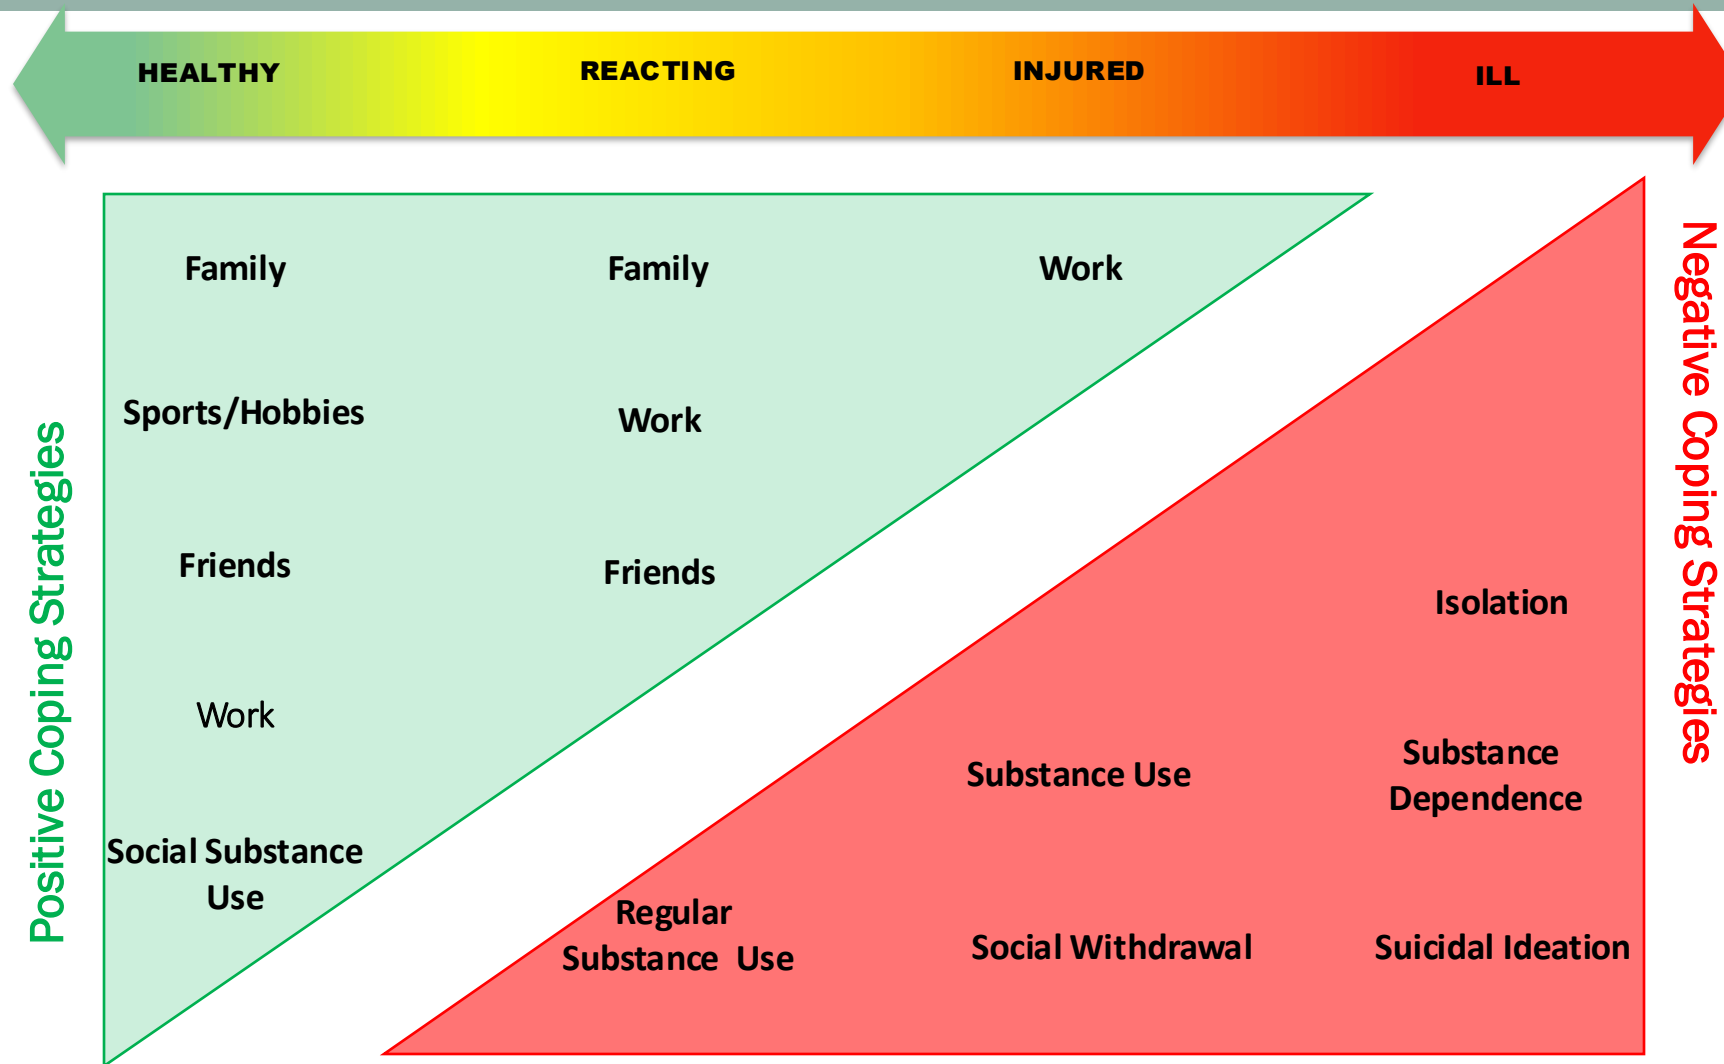 HEALTHY
REACTING
INJURED
ILL
Positive Coping Strategies
Family
Family
Work
Sports/Hobbies
Work
Friends
Friends
Work
Social Substance
Use
Isolation
Substance Use
Substance
Dependence
Regular
Substance Use
Social Withdrawal
Suicidal Ideation
Negative Coping Strategies